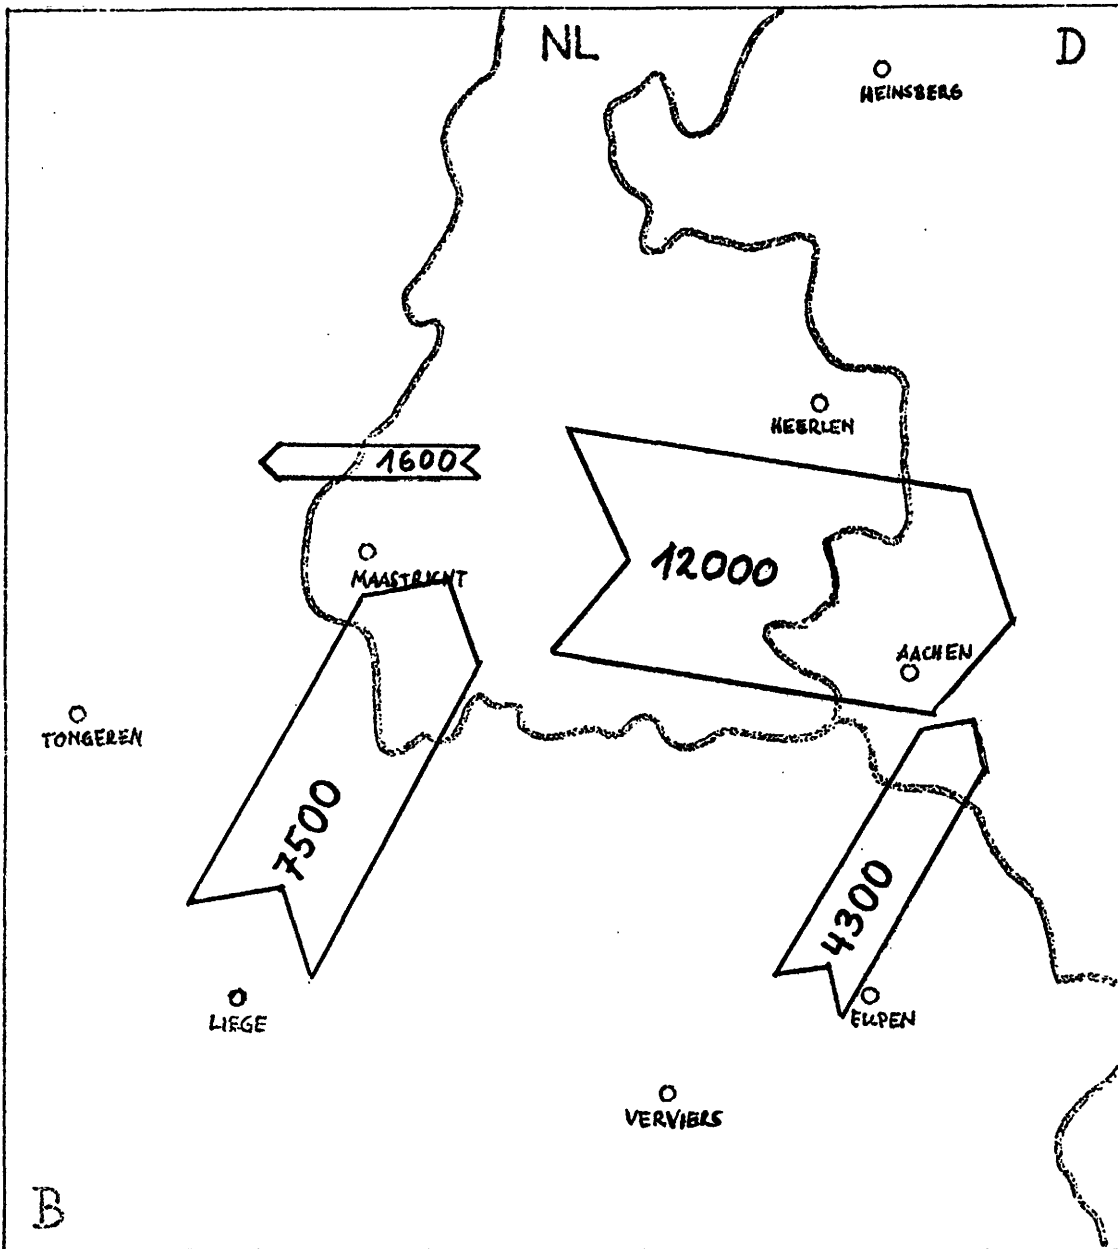 NL
D
HEINSBERG
HEERLEN
1600
MAASTRICHT
12000
AACHEN
TONGEREN
7500
4300
LIEGE
EUPEN
VERVIERS
B